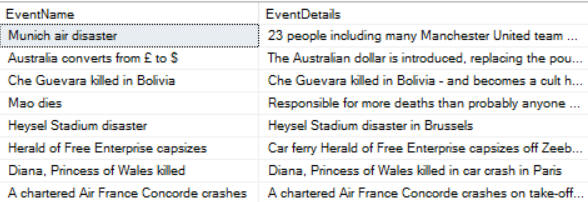 EventName EventDetails
Munich air disaster 23 people including many Manchester United team ...
Australia converts from £ to $ The Australian dollar is introduced, replacing the pou...
Che Guevara killed in Bolivia Che Guevara killed in Bolivia - and becomes a cult h...
Mao dies Responsible for more deaths than probably anyone ...
Heysel Stadium disaster Heysel Stadium disaster in Brussels
Herald of Free Enterprise capsizes Car ferry Herald of Free Enterprise capsizes off Zeeb...
Diana, Princess of Wales killed Diana, Princess of Wales killed in car crash in Paris
A chartered Air France Concorde crashes A chartered Air France Concorde crashes on take-off...